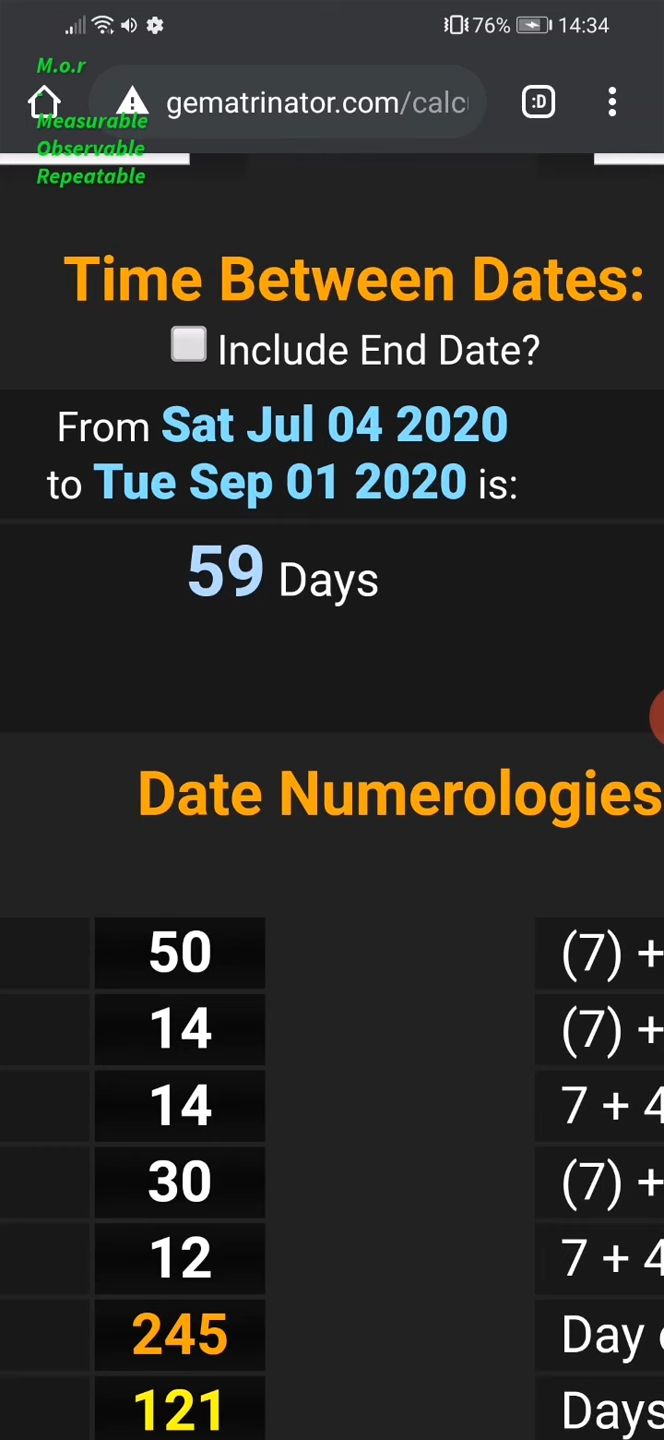 76% 14:34
M.o.r
gematrinator.com/calc
:D
Measurable
Observable
Repeatable
Time Between Dates:
Include End Date?
From Sat Jul 04 2020
to Tue Sep 01 2020 is:
59 Days
Date Numerologies
50 (7) +
14 (7) +
14 7 + 4
30 (7) +
12 7 + 4
245 Day
121 Days